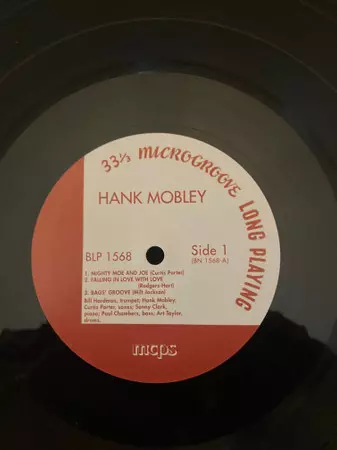 33⅓ MICROGROOVE LONG PLAYING
HANK MOBLEY
BLP 1568
Side 1
(BN 1568-A)
1. MIGHTY MOE AND JOE (Curtis Porter)
2. FALLING IN LOVE WITH LOVE
(Rodgers-Hart)
3. BAGS' GROOVE (Milt Jackson)
Bill Hardman, trumpet; Hank Mobley,
Curtis Porter, saxes; Sonny Clark,
piano; Paul Chambers, bass; Art Taylor,
drums.
mcps